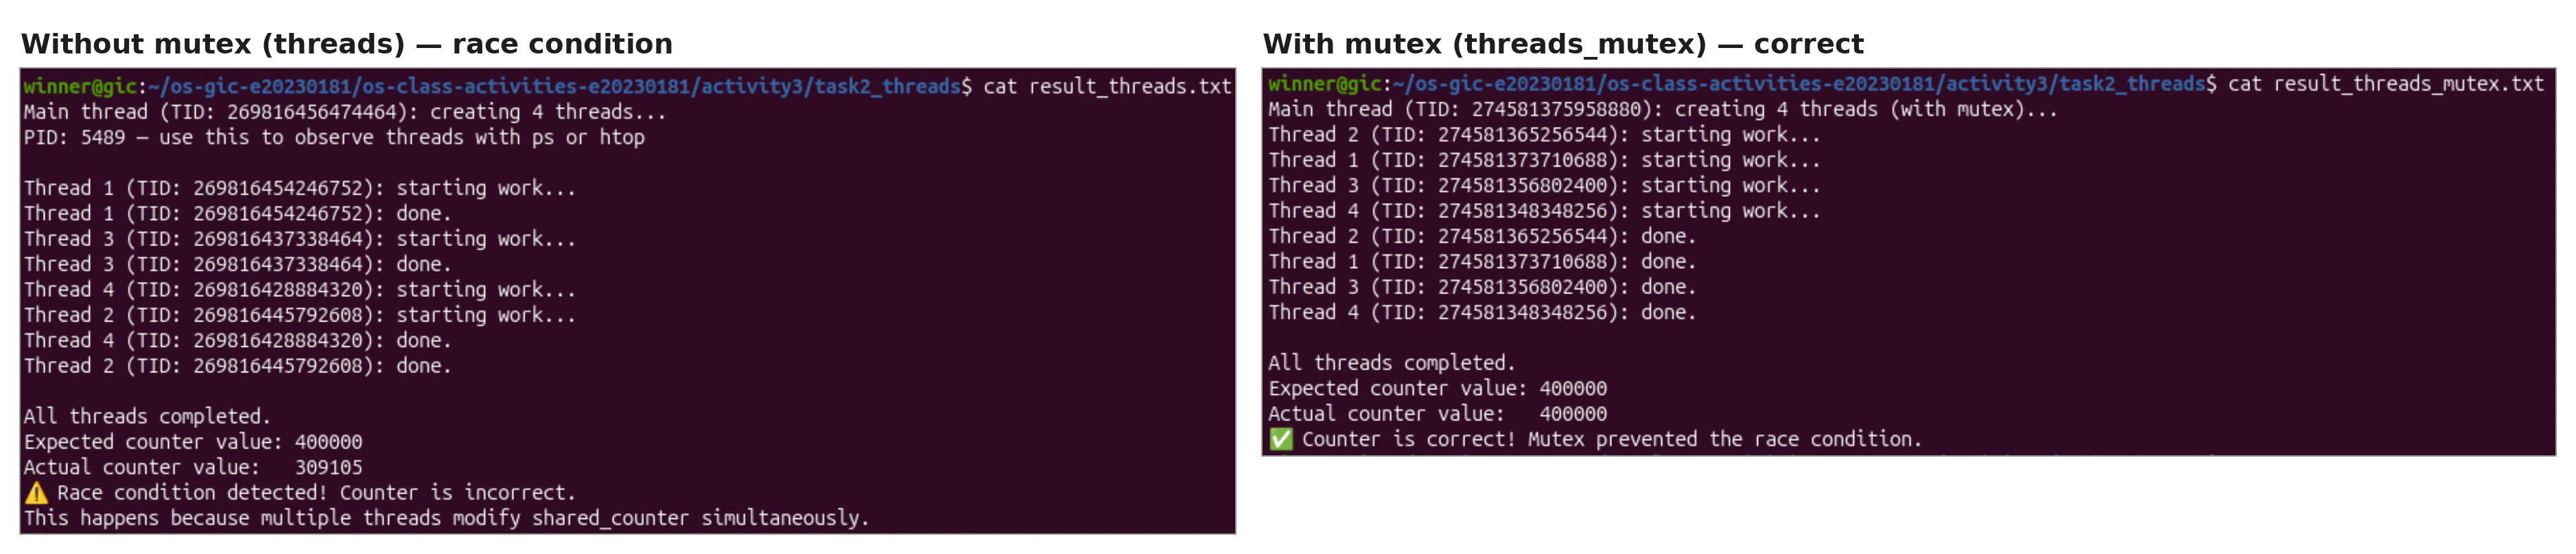 Without mutex (threads) — race condition
winner@gic:~/os-gic-e20230181/os-class-activities-e20230181/activity3/task2_threads$ cat result_threads.txt
Main thread (TID: 269816456474464): creating 4 threads...
PID: 5489 — use this to observe threads with ps or htop
Thread 1 (TID: 269816454246752): starting work...
Thread 1 (TID: 269816454246752): done.
Thread 3 (TID: 269816437338464): starting work...
Thread 3 (TID: 269816437338464): done.
Thread 4 (TID: 269816428884320): starting work...
Thread 2 (TID: 269816445792608): starting work...
Thread 4 (TID: 269816428884320): done.
Thread 2 (TID: 269816445792608): done.
All threads completed.
Expected counter value: 400000
Actual counter value:   309105
⚠️ Race condition detected! Counter is incorrect.
This happens because multiple threads modify shared_counter simultaneously.
With mutex (threads_mutex) — correct
winner@gic:~/os-gic-e20230181/os-class-activities-e20230181/activity3/task2_threads$ cat result_threads_mutex.txt
Main thread (TID: 274581375958880): creating 4 threads (with mutex)...
Thread 2 (TID: 274581365256544): starting work...
Thread 1 (TID: 274581373710688): starting work...
Thread 3 (TID: 274581356802400): starting work...
Thread 4 (TID: 274581348348256): starting work...
Thread 2 (TID: 274581365256544): done.
Thread 1 (TID: 274581373710688): done.
Thread 3 (TID: 274581356802400): done.
Thread 4 (TID: 274581348348256): done.
All threads completed.
Expected counter value: 400000
Actual counter value:   400000
✅ Counter is correct! Mutex prevented the race condition.